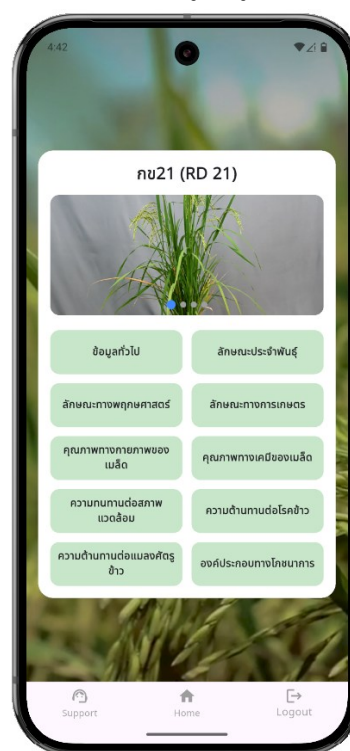 4:42
กข21 (RD 21)
ข้อมูลทั่วไป
ลักษณะประจำพันธุ์
ลักษณะทางพฤกษศาสตร์
ลักษณะทางการเกษตร
คุณภาพทางกายภาพของ
เมล็ด
คุณภาพทางเคมีของเมล็ด
ความทนทานต่อสภาพ
แวดล้อม
ความต้านทานต่อโรคข้าว
ความต้านทานต่อแมลงศัตรู
ข้าว
องค์ประกอบทางโภชนาการ
Support
Home
Logout